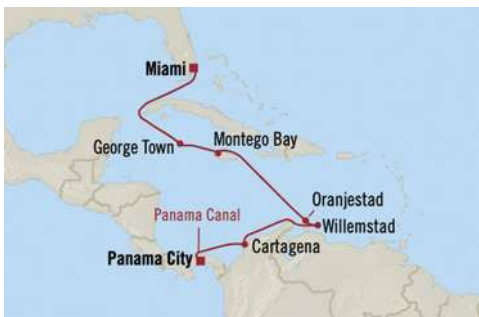 Miami
George Town
Montego Bay
Oranjestad
Willemstad
Panama Canal
Cartagena
Panama City